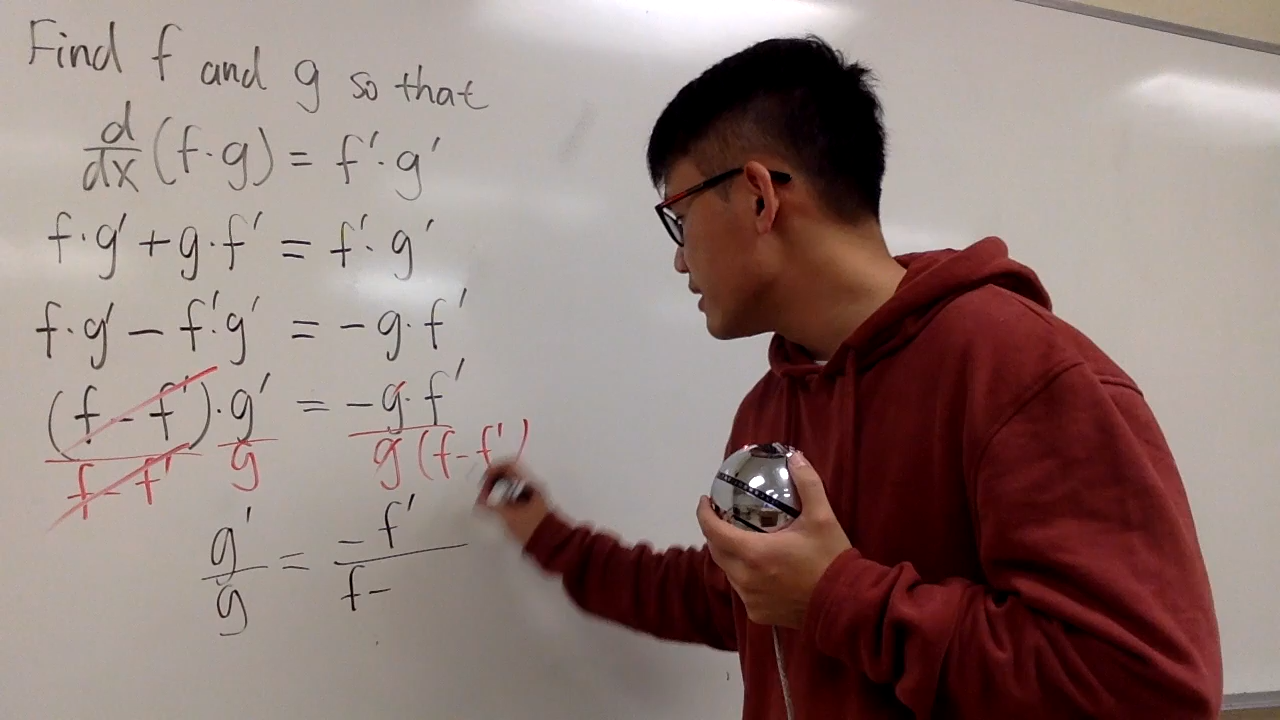 Find f and g so that
d/dx (f·g) = f'·g'
f·g' + g·f' = f'·g'
f·g' - f'·g' = -g·f'
(f - f')·g' / f - f' g = -g·f' / g (f - f')
g'/g = -f' / f -